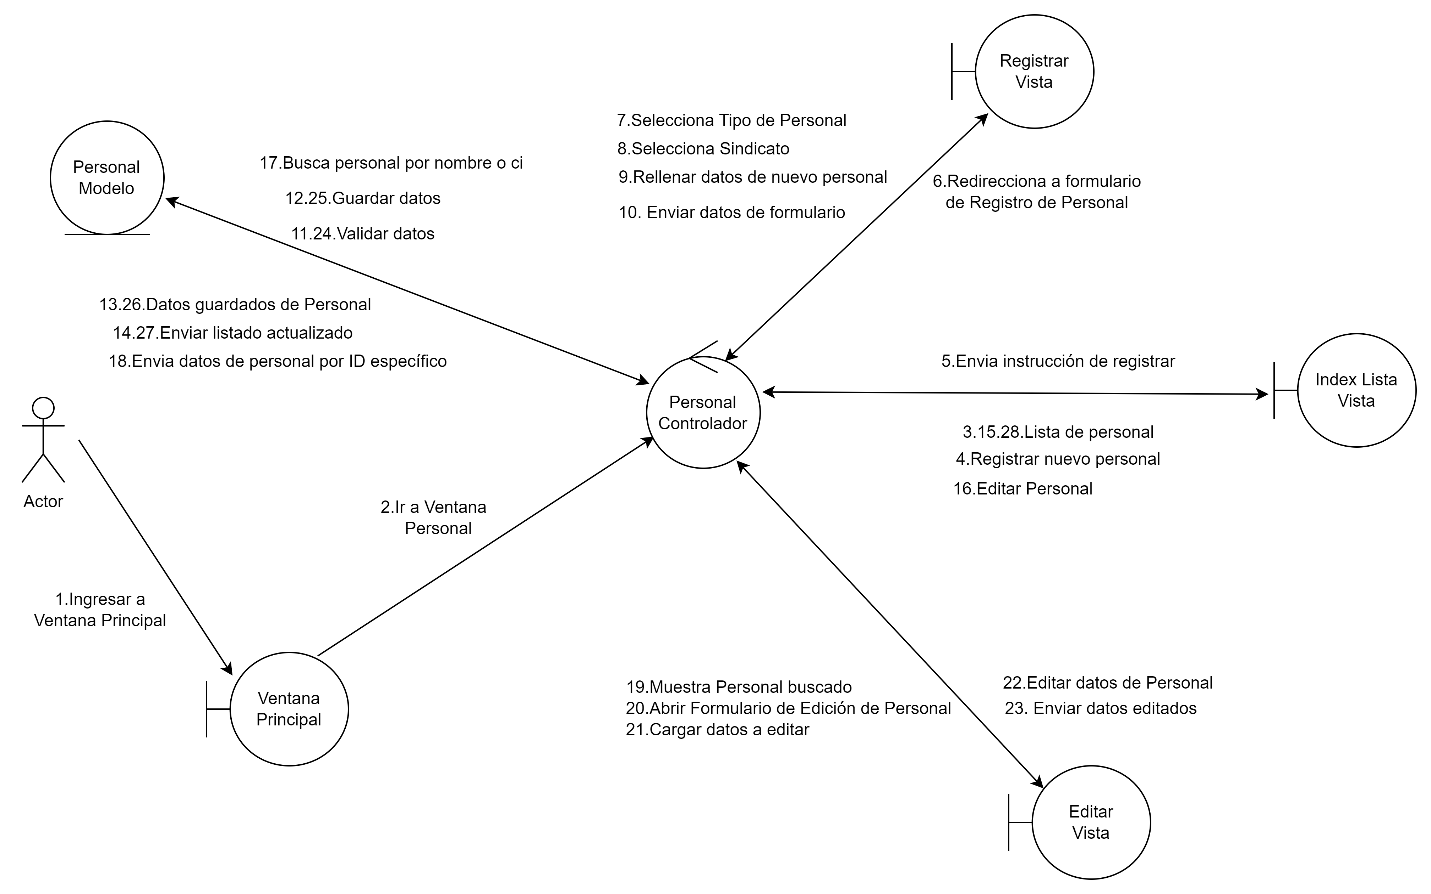 Registrar
Vista
7.Selecciona Tipo de Personal
8.Selecciona Sindicato
9.Rellenar datos de nuevo personal
10. Enviar datos de formulario
6.Redirecciona a formulario
de Registro de Personal
Personal
Modelo
17.Busca personal por nombre o ci
12.25.Guardar datos
11.24.Validar datos
13.26.Datos guardados de Personal
14.27.Enviar listado actualizado
18.Envia datos de personal por ID específico
5.Envia instrucción de registrar
Index Lista
Vista
Personal
Controlador
3.15.28.Lista de personal
4.Registrar nuevo personal
16.Editar Personal
Actor
2.Ir a Ventana
Personal
1.Ingresar a
Ventana Principal
Ventana
Principal
19.Muestra Personal buscado
20.Abrir Formulario de Edición de Personal
21.Cargar datos a editar
22.Editar datos de Personal
23. Enviar datos editados
Editar
Vista